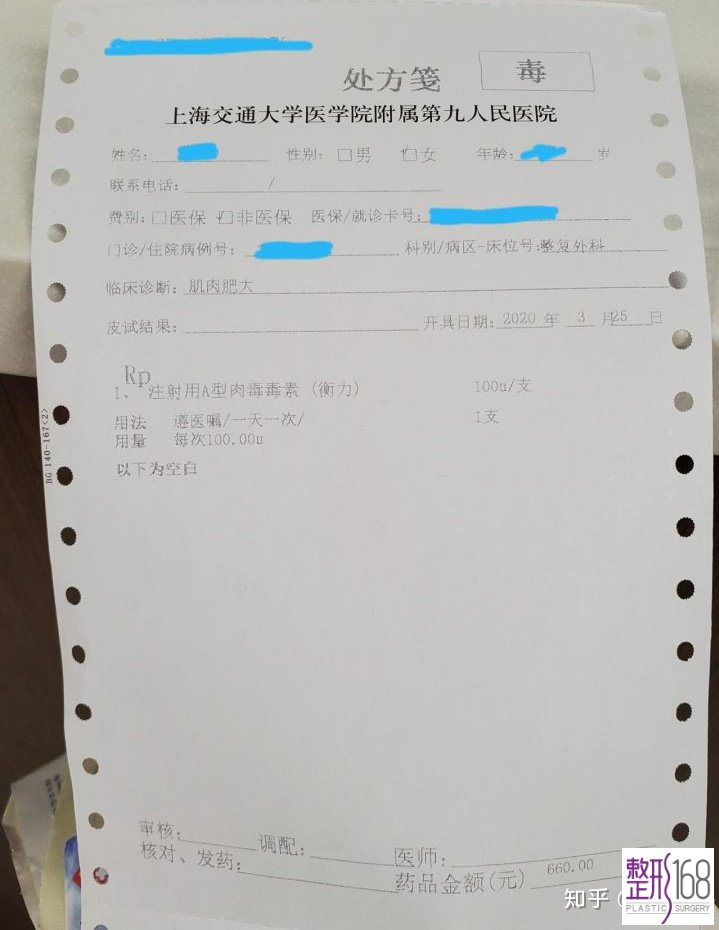 处方笺 毒
上海交通大学医学院附属第九人民医院
姓名: 性别: □男 ☑女 年龄: 岁
联系电话: /
费别: □医保 ☑非医保 医保/就诊卡号:
门诊/住院病例号: 科别/病区-床位号:整复外科
临床诊断: 肌肉肥大
皮试结果: 开具日期: 2020 年 3 月25 日
Rp
1、 注射用A型肉毒毒素 (衡力) 100u/支
用法 遵医嘱/一天一次/ 1支
用量 每次100.00u
以下为空白
BG 140-167<2>
审核: 调配: 医师:
核对、发药: 药品金额(元) 660.00
知乎
整形168
PLASTIC SURGERY